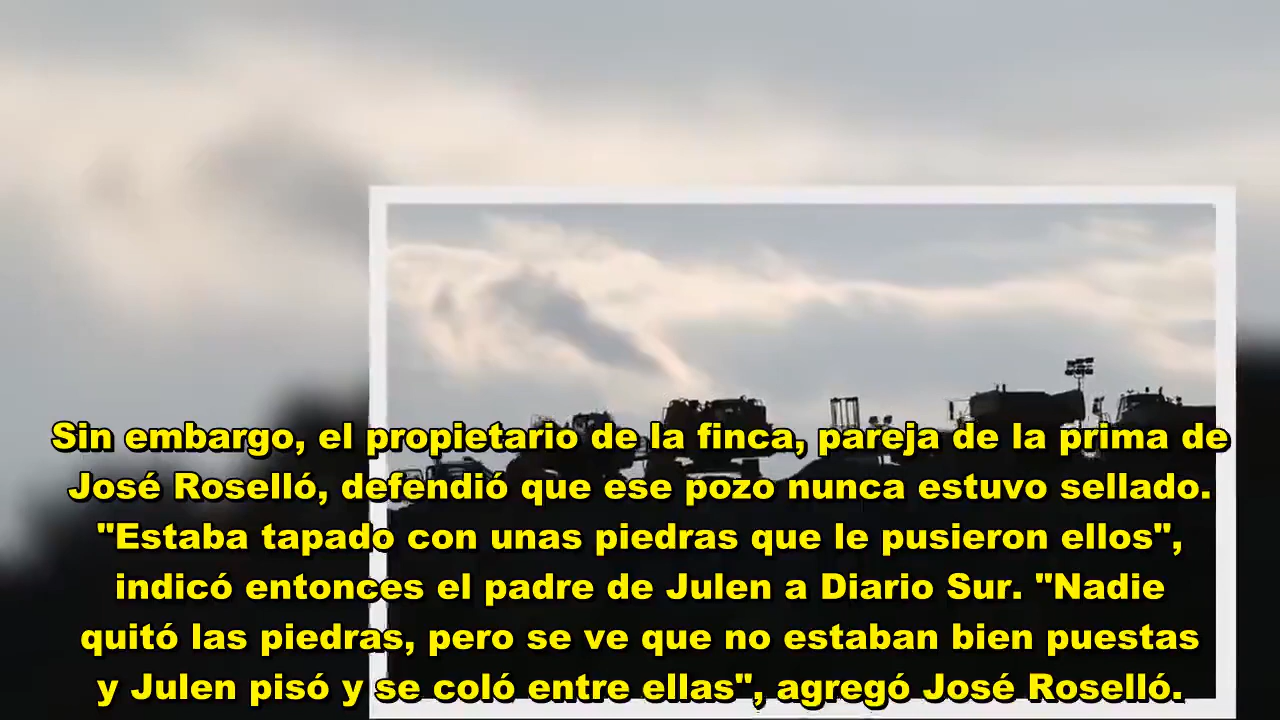 Sin embargo, el propietario de la finca, pareja de la prima de
José Roselló, defendió que ese pozo nunca estuvo sellado.
"Estaba tapado con unas piedras que le pusieron ellos",
indicó entonces el padre de Julen a Diario Sur. "Nadie
quitó las piedras, pero se ve que no estaban bien puestas
y Julen pisó y se coló entre ellas", agregó José Roselló.